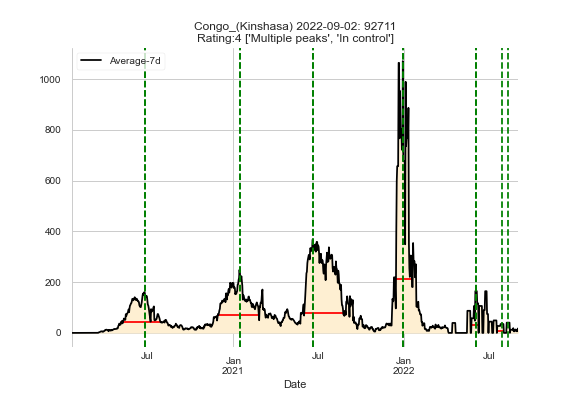 Congo_(Kinshasa) 2022-09-02: 92711
Rating:4 ['Multiple peaks', 'In control']
Average-7d
1000
800
600
400
200
0
Jul
Jan
2021
Jul
Jan
2022
Jul
Date